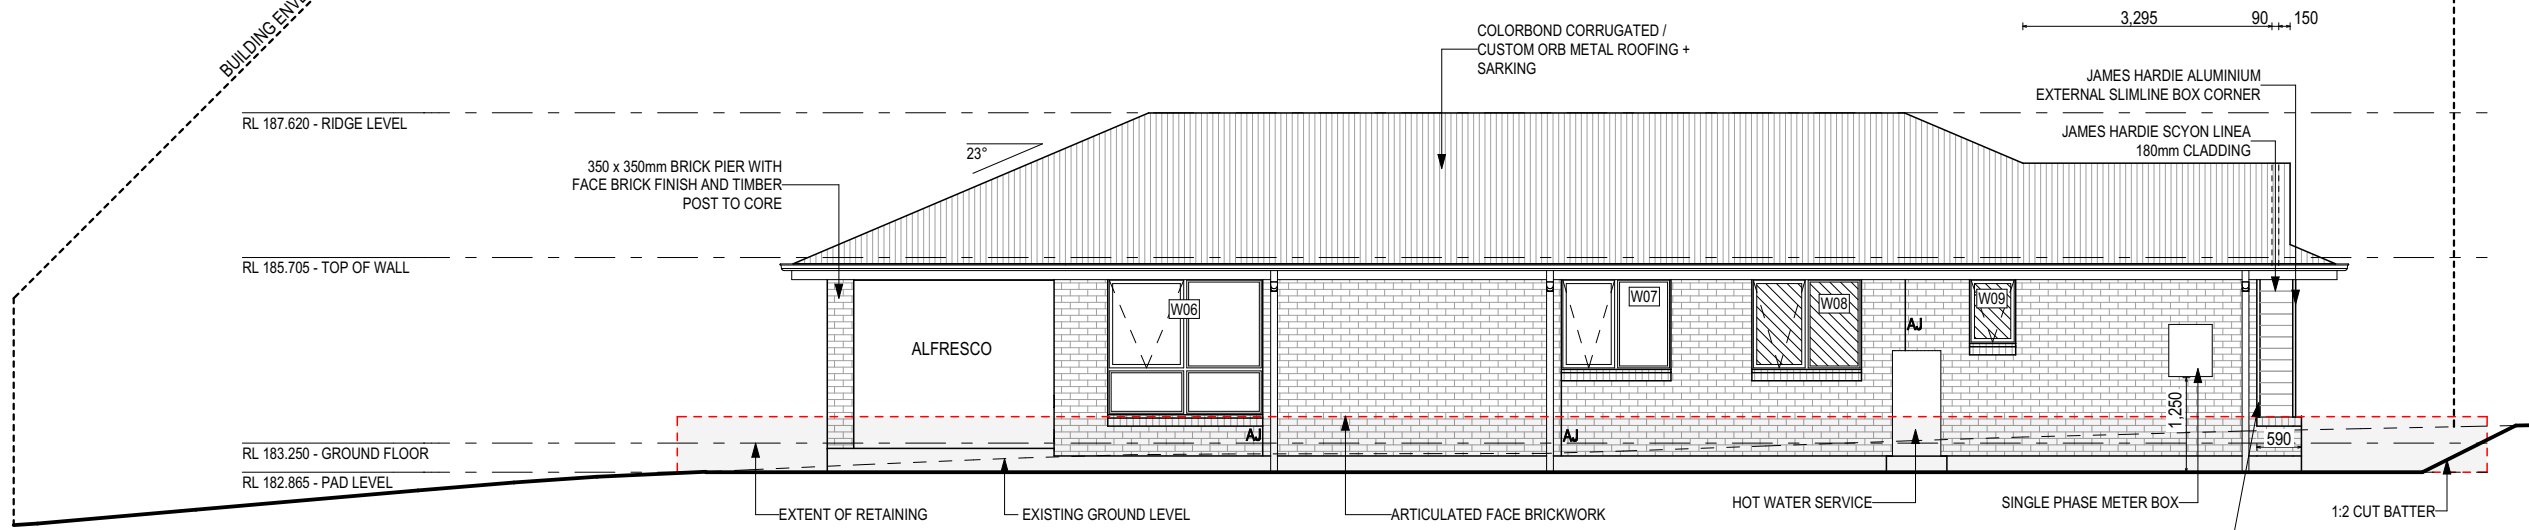 BUILDING ENVE
3,295
90
150
COLORBOND CORRUGATED /
CUSTOM ORB METAL ROOFING +
SARKING
JAMES HARDIE ALUMINIUM
EXTERNAL SLIMLINE BOX CORNER
RL 187.620 - RIDGE LEVEL
JAMES HARDIE SCYON LINEA
180mm CLADDING
23°
350 x 350mm BRICK PIER WITH
FACE BRICK FINISH AND TIMBER
POST TO CORE
RL 185.705 - TOP OF WALL
W06
W07
W08
W09
AJ
ALFRESCO
1,250
AJ
AJ
590
RL 183.250 - GROUND FLOOR
RL 182.865 - PAD LEVEL
EXTENT OF RETAINING
EXISTING GROUND LEVEL
ARTICULATED FACE BRICKWORK
HOT WATER SERVICE
SINGLE PHASE METER BOX
1:2 CUT BATTER